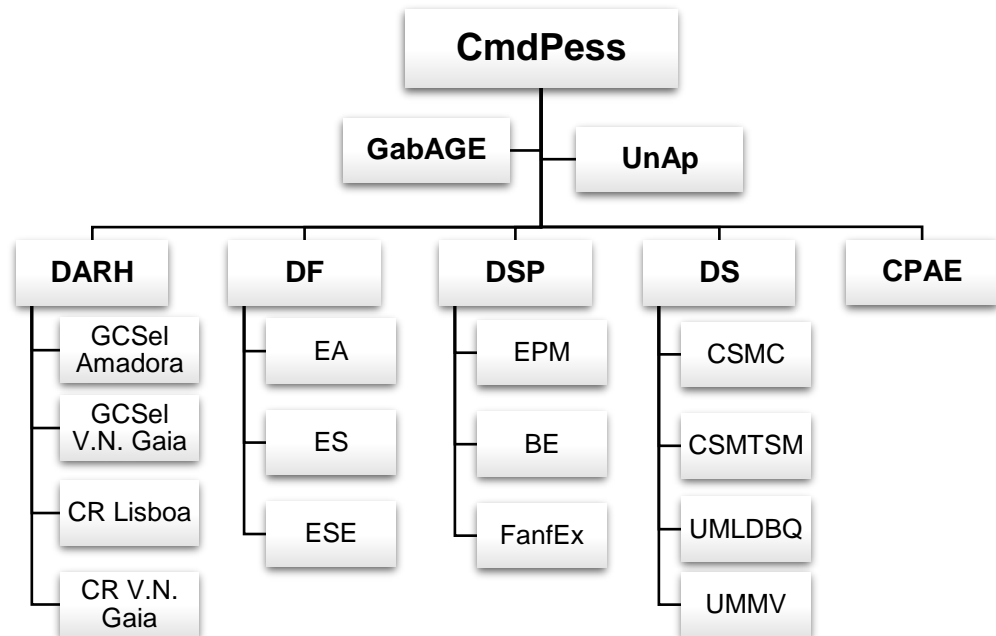 CmdPess
GabAGE
UnAp
DARH
DF
DSP
DS
CPAE
GCSel
Amadora
GCSel
V.N. Gaia
CR Lisboa
CR V.N.
Gaia
EA
ES
ESE
EPM
BE
FanfEx
CSMC
CSMTSM
UMLDBQ
UMMV